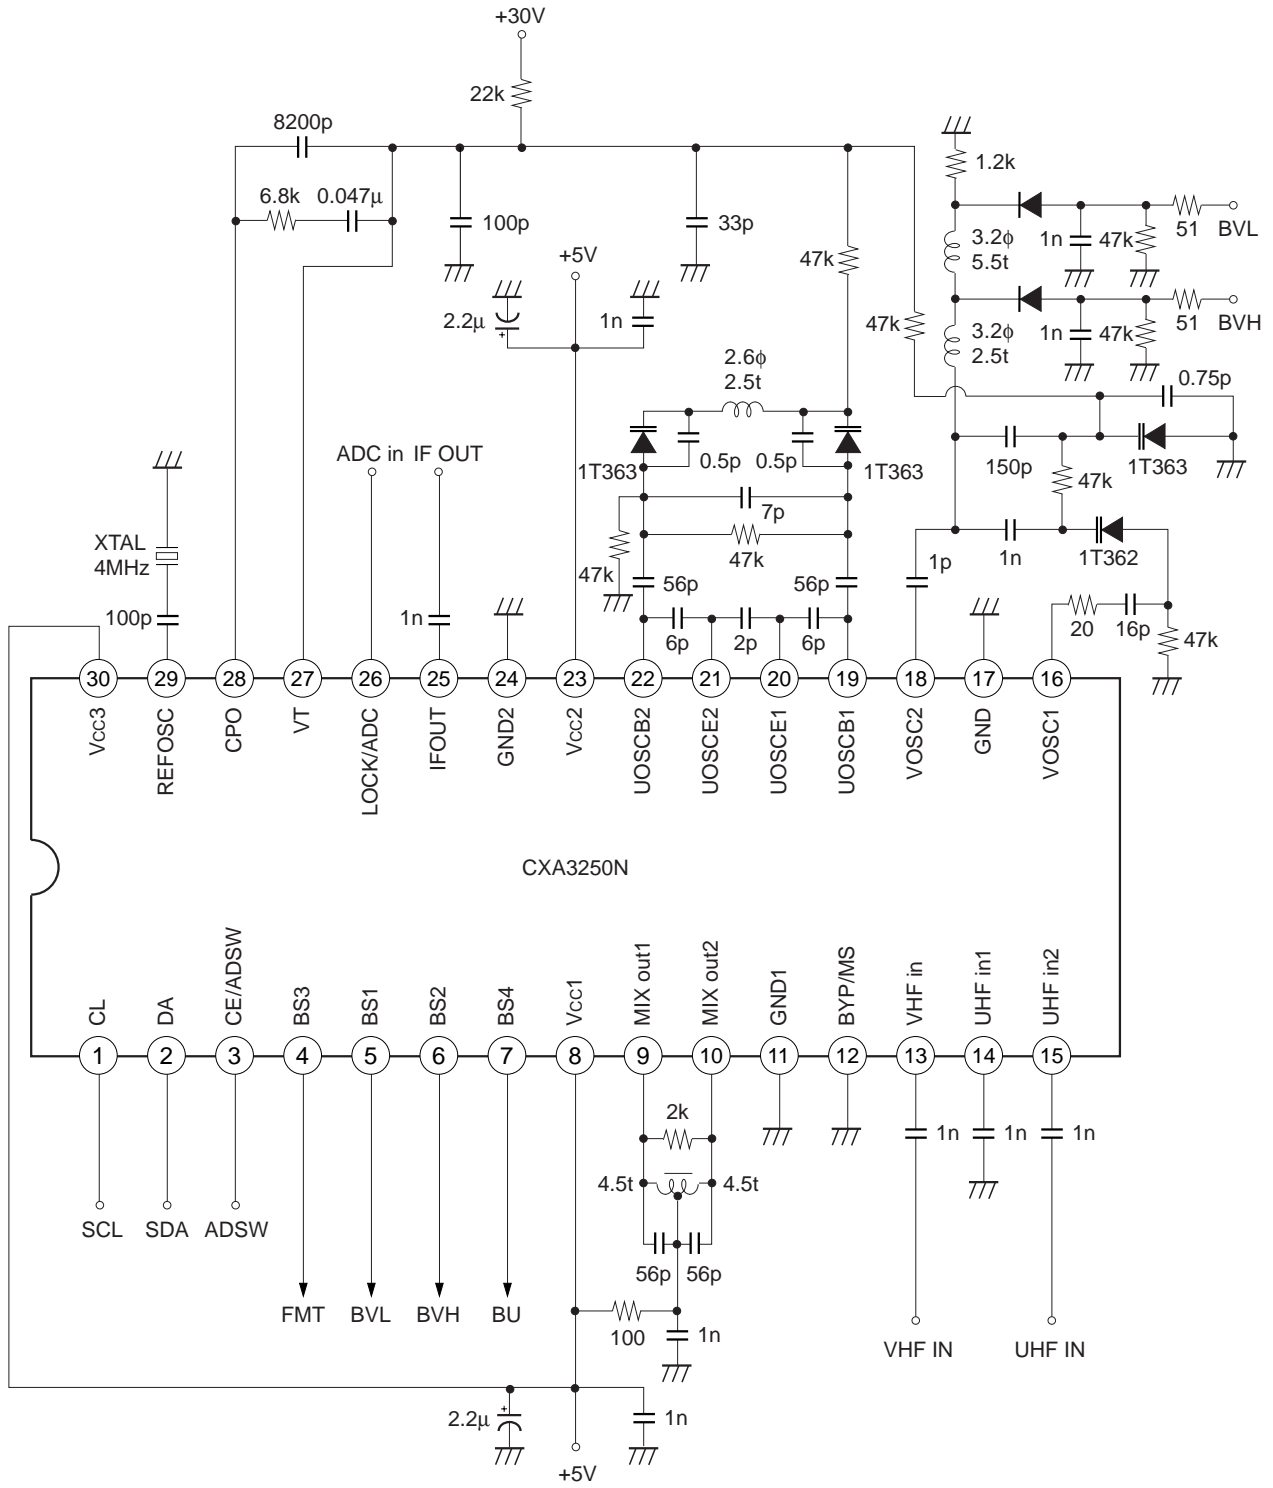 +30V
22k
8200p
1.2k
6.8k 0.047μ
100p
33p
3.2φ
5.5t
1n
47k
51
BVL
+5V
47k
2.2μ
1n
47k
3.2φ
2.5t
1n
47k
51
BVH
2.6φ
2.5t
0.75p
ADC in IF OUT
1T363
0.5p
0.5p
1T363
150p
1T363
47k
7p
XTAL
4MHz
47k
47k
1n
1T362
1p
100p
1n
56p
56p
20
16p
47k
6p
2p
6p
30
29
28
27
26
25
24
23
22
21
20
19
18
17
16
Vcc3
REFOSC
CPO
VT
LOCK/ADC
IFOUT
GND2
Vcc2
UOSCB2
UOSCE2
UOSCE1
UOSCB1
VOSC2
GND
VOSC1
CXA3250N
CL
DA
CE/ADSW
BS3
BS1
BS2
BS4
Vcc1
MIX out1
MIX out2
GND1
BYP/MS
VHF in
UHF in1
UHF in2
1
2
3
4
5
6
7
8
9
10
11
12
13
14
15
2k
1n
1n
1n
4.5t
4.5t
SCL
SDA
ADSW
56p
56p
FMT
BVL
BVH
BU
100
1n
VHF IN
UHF IN
2.2μ
1n
+5V